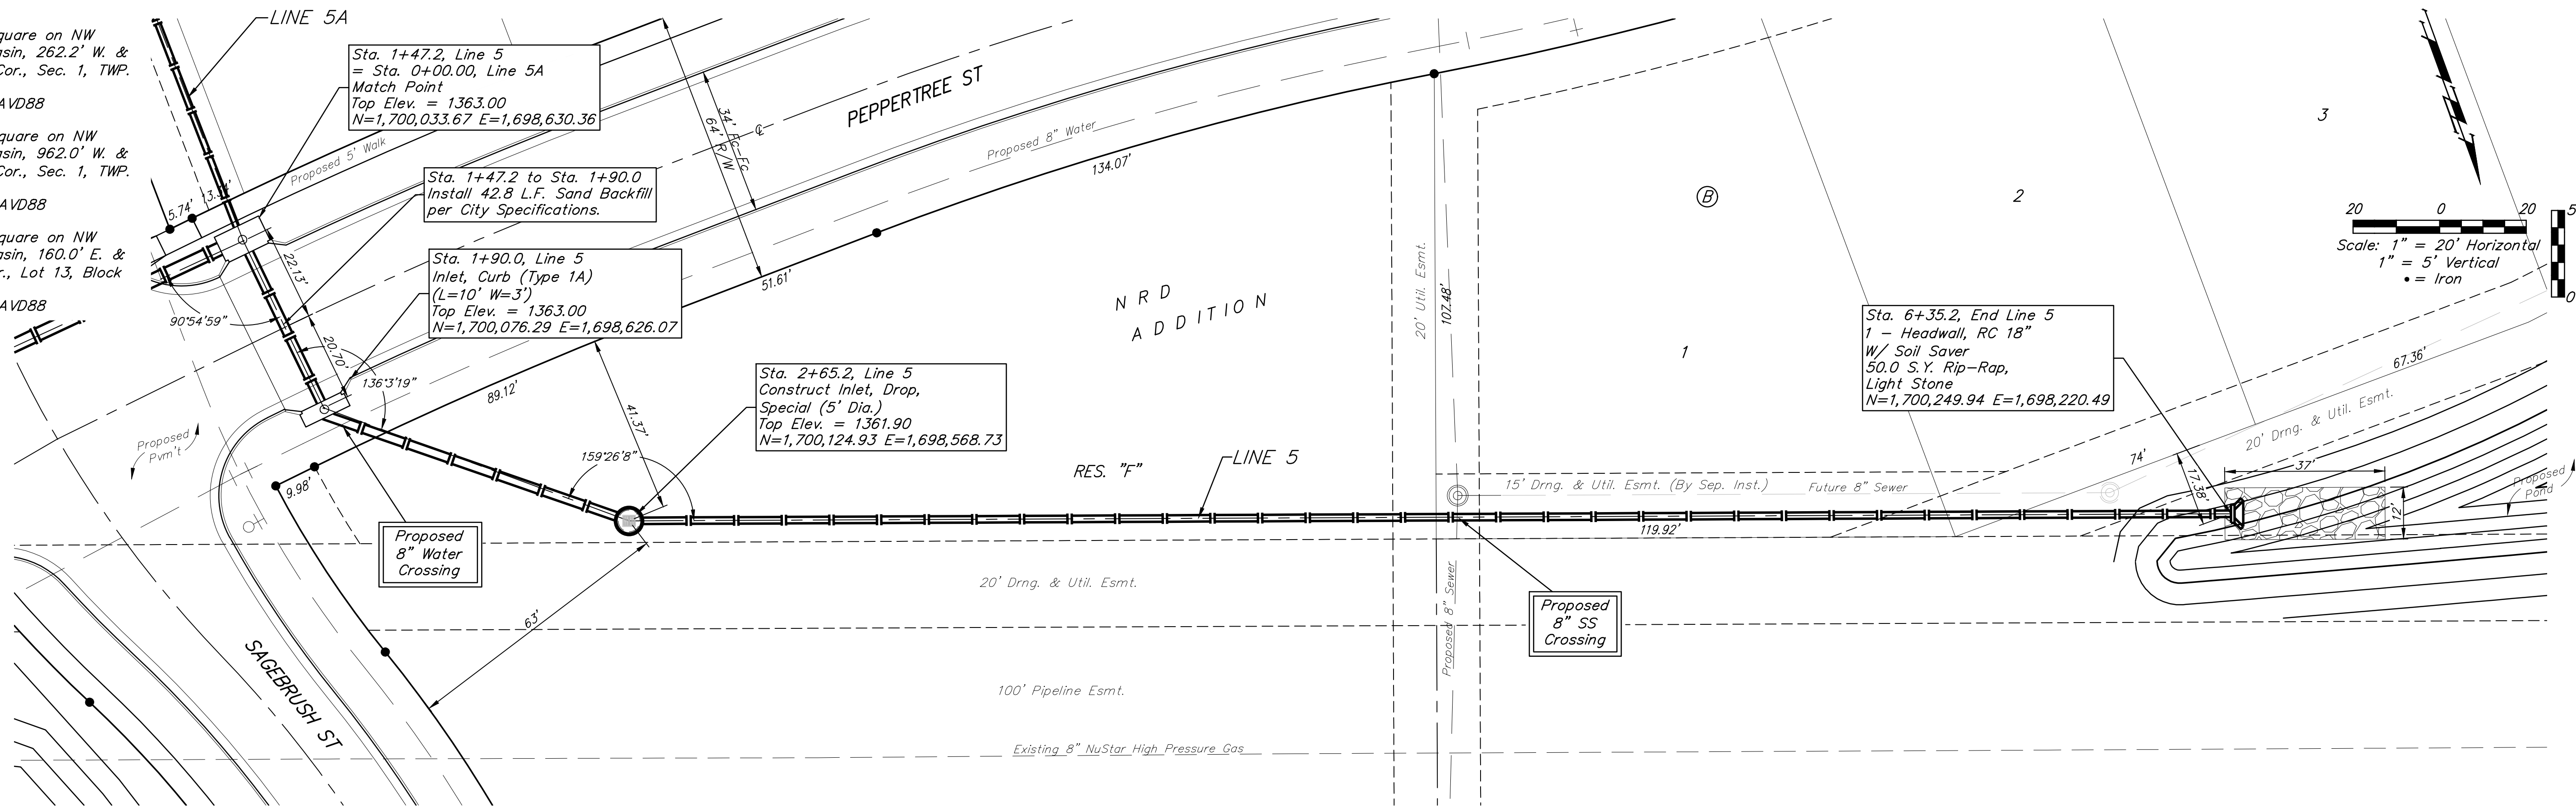 quare on NW
asin, 262.2' W. &
Cor., Sec. 1, TWP.
AVD88
quare on NW
asin, 962.0' W. &
Cor., Sec. 1, TWP.
AVD88
quare on NW
asin, 160.0' E. &
r., Lot 13, Block
AVD88
LINE 5A
Sta. 1+47.2, Line 5
= Sta. 0+00.00, Line 5A
Match Point
Top Elev. = 1363.00
N=1,700,033.67 E=1,698,630.36
Sta. 1+47.2 to Sta. 1+90.0
Install 42.8 L.F. Sand Backfill
per City Specifications.
Sta. 1+90.0, Line 5
Inlet, Curb (Type 1A)
(L=10' W=3')
Top Elev. = 1363.00
N=1,700,076.29 E=1,698,626.07
Sta. 2+65.2, Line 5
Construct Inlet, Drop,
Special (5' Dia.)
Top Elev. = 1361.90
N=1,700,124.93 E=1,698,568.73
Sta. 6+35.2, End Line 5
1 - Headwall, RC 18"
W/ Soil Saver
50.0 S.Y. Rip-Rap,
Light Stone
N=1,700,249.94 E=1,698,220.49
Proposed 5' Walk
5.74'
22.13'
20.70'
90°54'59"
136°3'19"
159°26'8"
34' Fc-Fc
64' R/W
℄
PEPPERTREE ST
Proposed 8" Water
134.07'
51.61'
89.12'
41.37'
9.98'
63'
Proposed
Pvm't
Proposed
8" Water
Crossing
SAGEBRUSH ST
N R D
A D D I T I O N
RES. "F"
LINE 5
20' Util. Esmt.
107.48'
B
1
2
3
15' Drng. & Util. Esmt. (By Sep. Inst.)
Future 8" Sewer
119.92'
74'
67.36'
17.38'
37'
12'
20' Drng. & Util. Esmt.
Proposed
Pond
20' Drng. & Util. Esmt.
Proposed 8" Sewer
Proposed
8" SS
Crossing
100' Pipeline Esmt.
Existing 8" NuStar High Pressure Gas
20 0 20
Scale: 1" = 20' Horizontal
1" = 5' Vertical
• = Iron
5
0